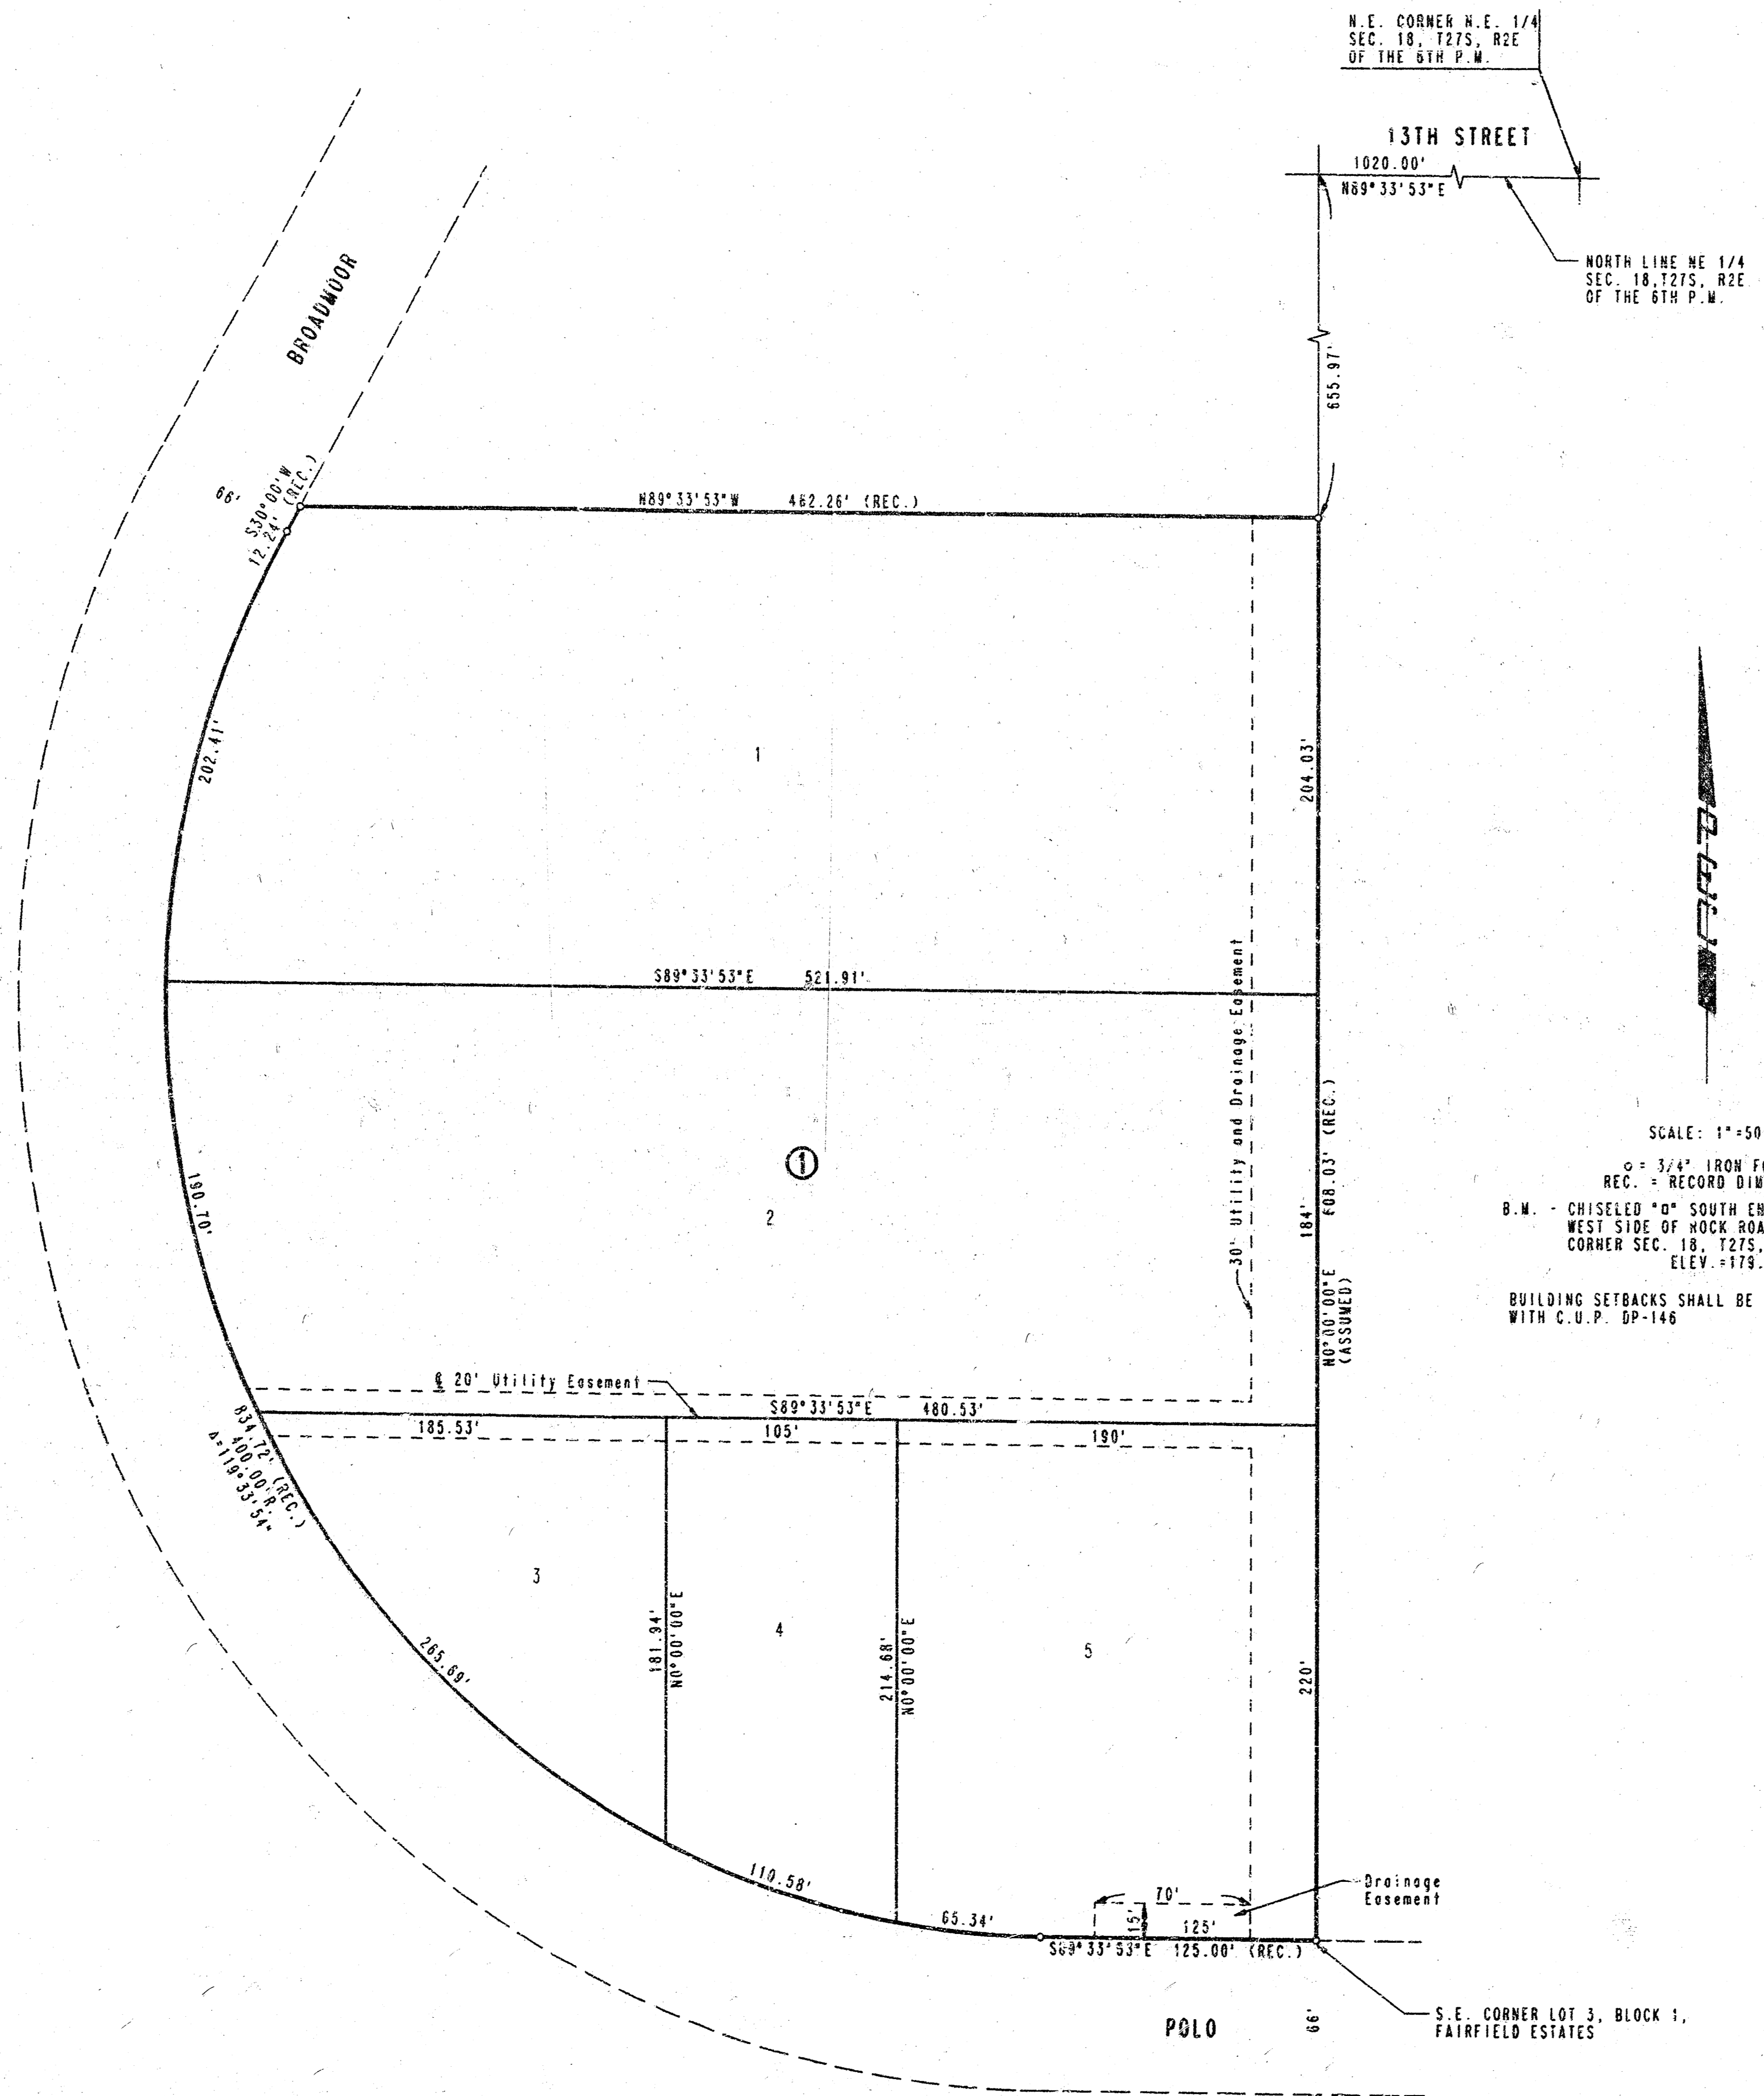 N.E. CORNER N.E. 1/4
SEC. 18, T27S, R2E
OF THE 6TH P.M.
13TH STREET
1020.00'
N89°33'53"E
NORTH LINE NE 1/4
SEC. 18, T27S, R2E
OF THE 6TH P.M.
BROADMOOR
655.97'
66'
S30°00'W
12.24' (REC.)
N89°33'53"W 462.26' (REC.)
202.41'
1
204.03'
S89°33'53"E 521.91'
30' Utility and Drainage Easement
190.70'
1
2
184'
608.03' (REC.)
N0°00'00"E
(ASSUMED)
SCALE: 1"=50
o = 3/4" IRON
REC. = RECORD
B.M. - CHISELED "□" SOUTH
WEST SIDE OF ROCK
CORNER SEC. 18, T27S,
ELEV.=179.
BUILDING SETBACKS SHALL BE
WITH C.U.P. DP-146
℄ 20' Utility Easement
S89°33'53"E 480.53'
185.53'
105'
190'
834.72' (REC.)
400.00' R.
Δ=119°33'54"
3
181.94'
N0°00'00"E
4
214.68'
N0°00'00"E
5
220'
265.69'
110.58'
65.34'
70'
15'
125'
Drainage
Easement
S89°33'53"E 125.00' (REC.)
POLO
66'
S.E. CORNER LOT 3, BLOCK 1,
FAIRFIELD ESTATES